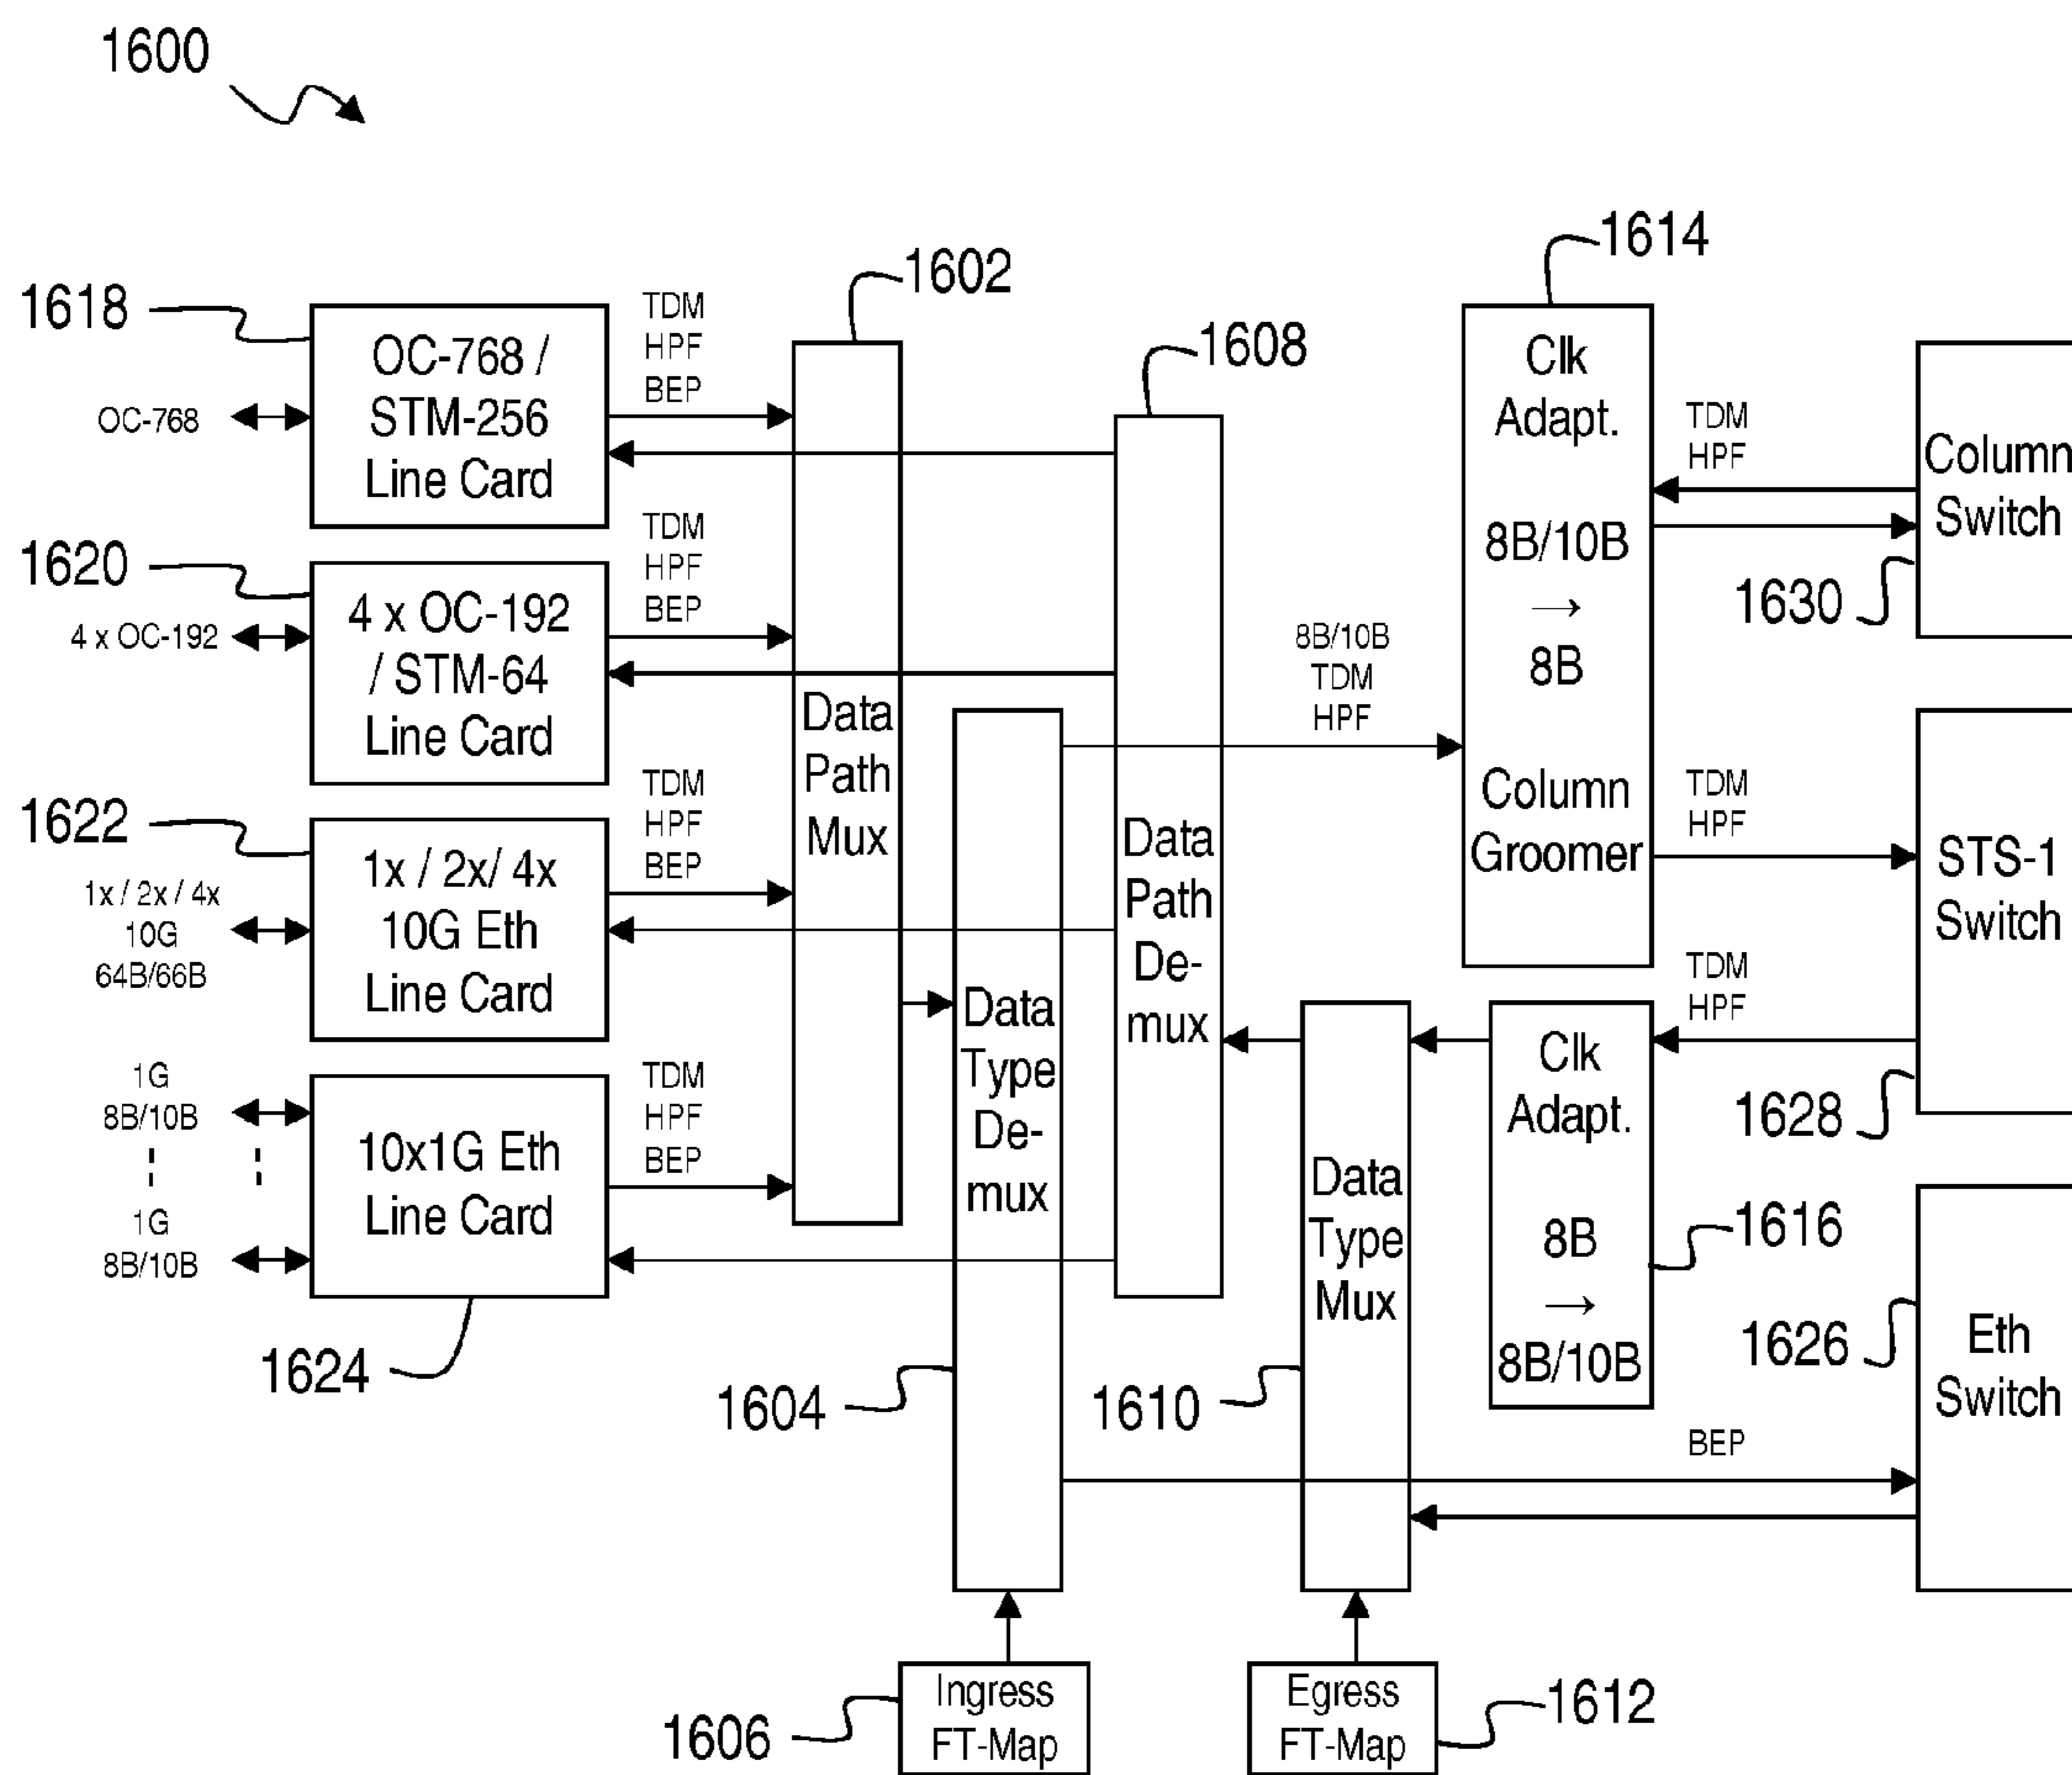 1600
1618
OC-768 /
STM-256
Line Card
OC-768
TDM
HPF
BEP
1620
4 x OC-192
/ STM-64
Line Card
4 x OC-192
TDM
HPF
BEP
1622
1x / 2x/ 4x
10G Eth
Line Card
1x / 2x / 4x
10G
64B/66B
TDM
HPF
BEP
1G
8B/10B
1G
8B/10B
10x1G Eth
Line Card
TDM
HPF
BEP
1624
1602
Data
Path
Mux
1604
Data
Type
De-
mux
1606
Ingress
FT-Map
1608
Data
Path
De-
mux
8B/10B
TDM
HPF
1610
Data
Type
Mux
Egress
FT-Map
1612
1614
Clk
Adapt.
8B/10B
→
8B
Column
Groomer
Clk
Adapt.
8B
→
8B/10B
1616
TDM
HPF
Column
Switch
1630
TDM
HPF
STS-1
Switch
TDM
HPF
1628
1626
Eth
Switch
BEP